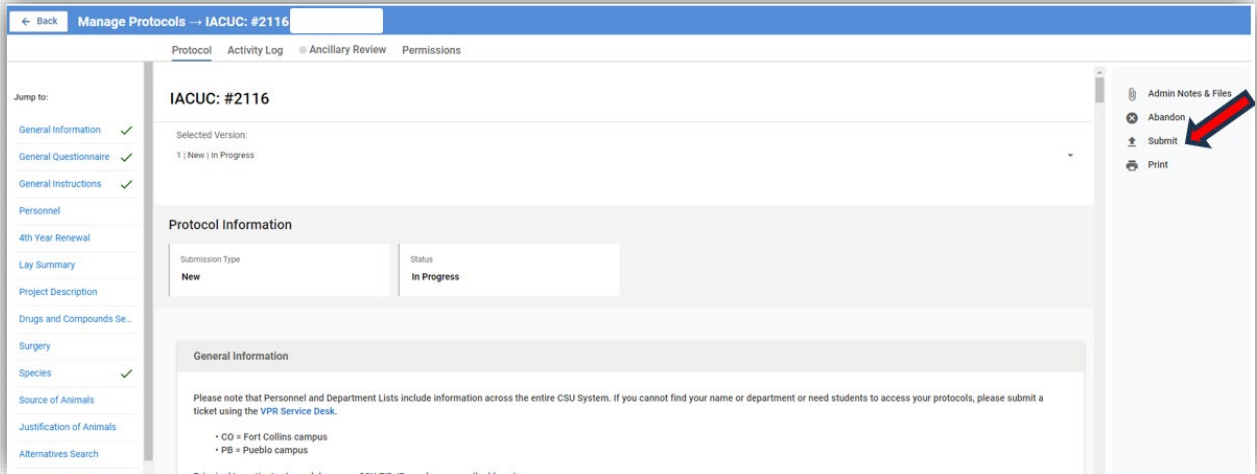 ← Back
Manage Protocols → IACUC: #2116
Protocol Activity Log Ancillary Review Permissions
Jump to:
General Information
General Questionnaire
General Instructions
Personnel
4th Year Renewal
Lay Summary
Project Description
Drugs and Compounds Se...
Surgery
Species
Source of Animals
Justification of Animals
Alternatives Search
IACUC: #2116
Selected Version:
1 | New | In Progress
Protocol Information
Submission Type
New
Status
In Progress
General Information
Please note that Personnel and Department Lists include information across the entire CSU System. If you cannot find your name or department or need students to access your protocols, please submit a
ticket using the VPR Service Desk.
• CO = Fort Collins campus
• PB = Pueblo campus
Admin Notes & Files
Abandon
Submit
Print